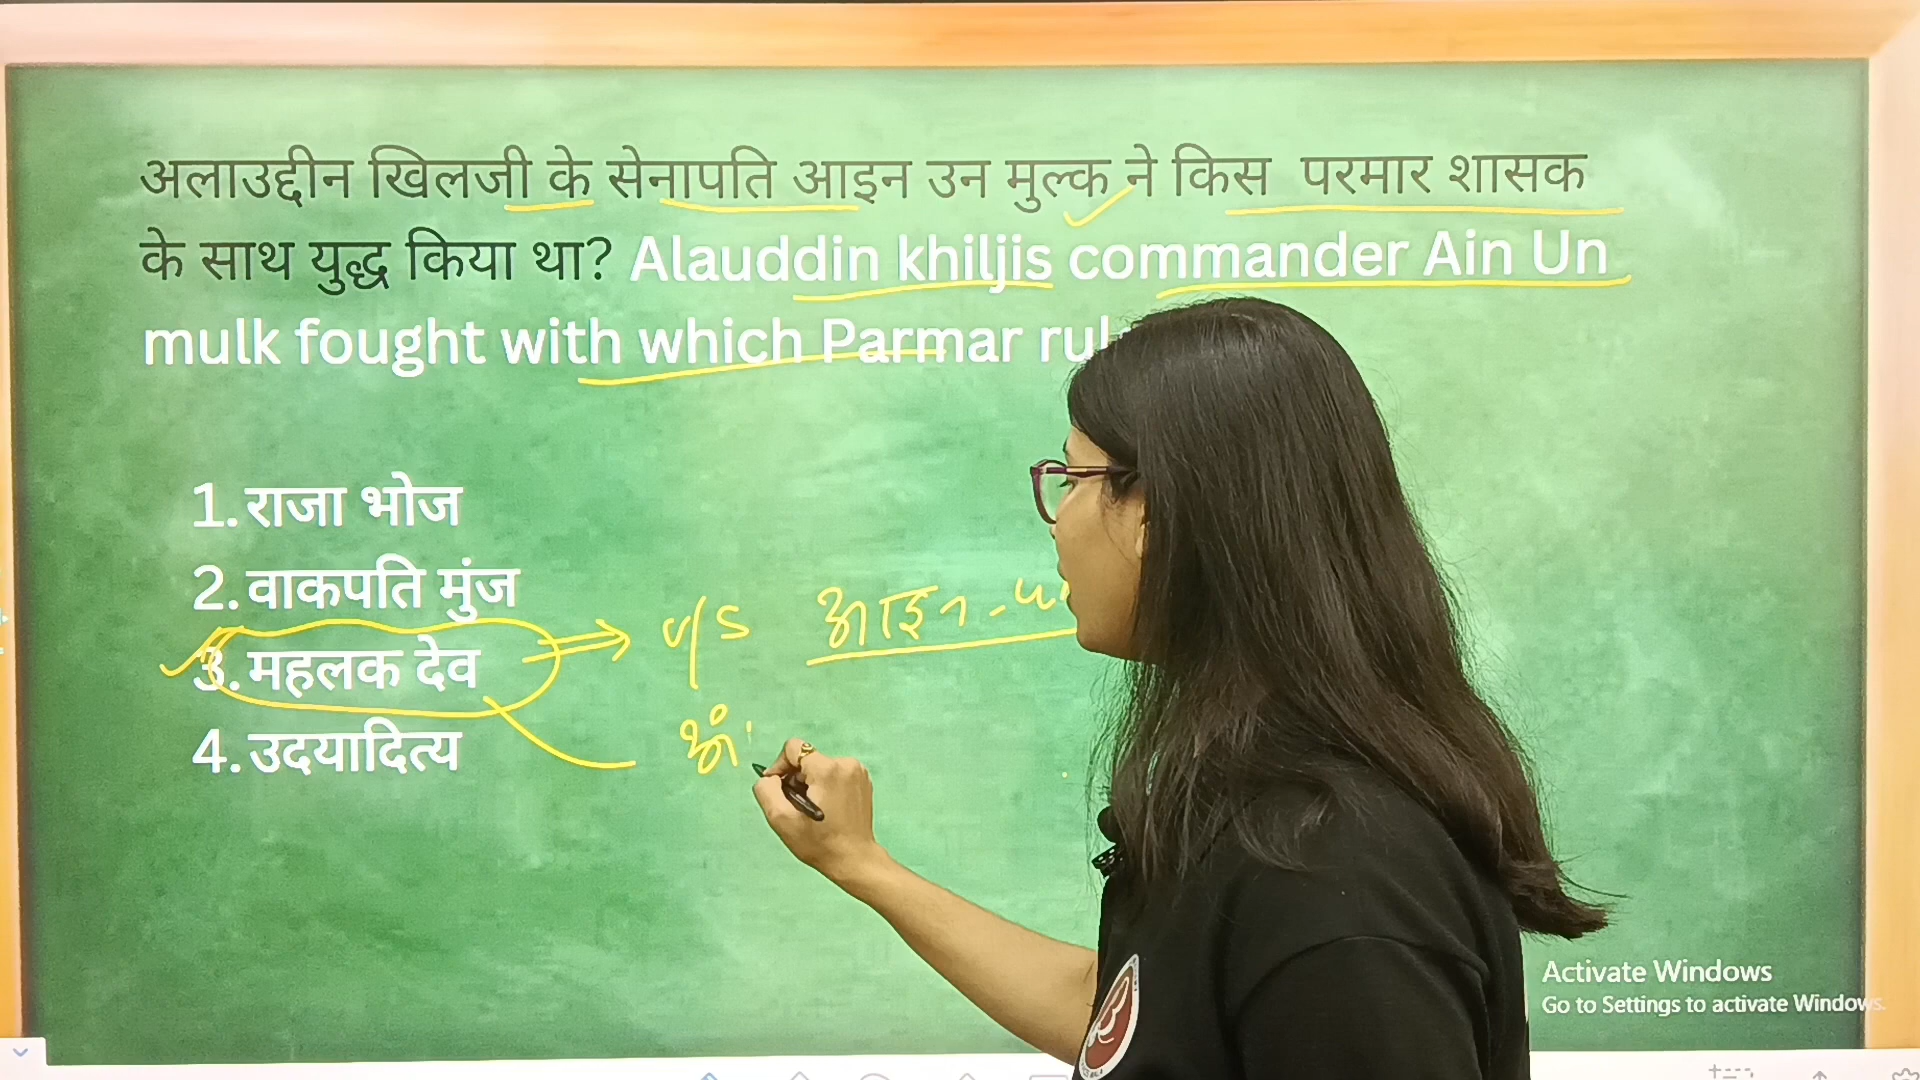 अलाउद्दीन खिलजी के सेनापति आइन उन मुल्क ने किस परमार शासक
के साथ युद्ध किया था? Alauddin khiljis commander Ain Un
mulk fought with which Parmar
1. राजा भोज
2. वाकपति मुंज
3. महलक देव
4. उदयादित्य
v/s आइन-
अं
Activate Windows
Go to Settings to activate Windows.